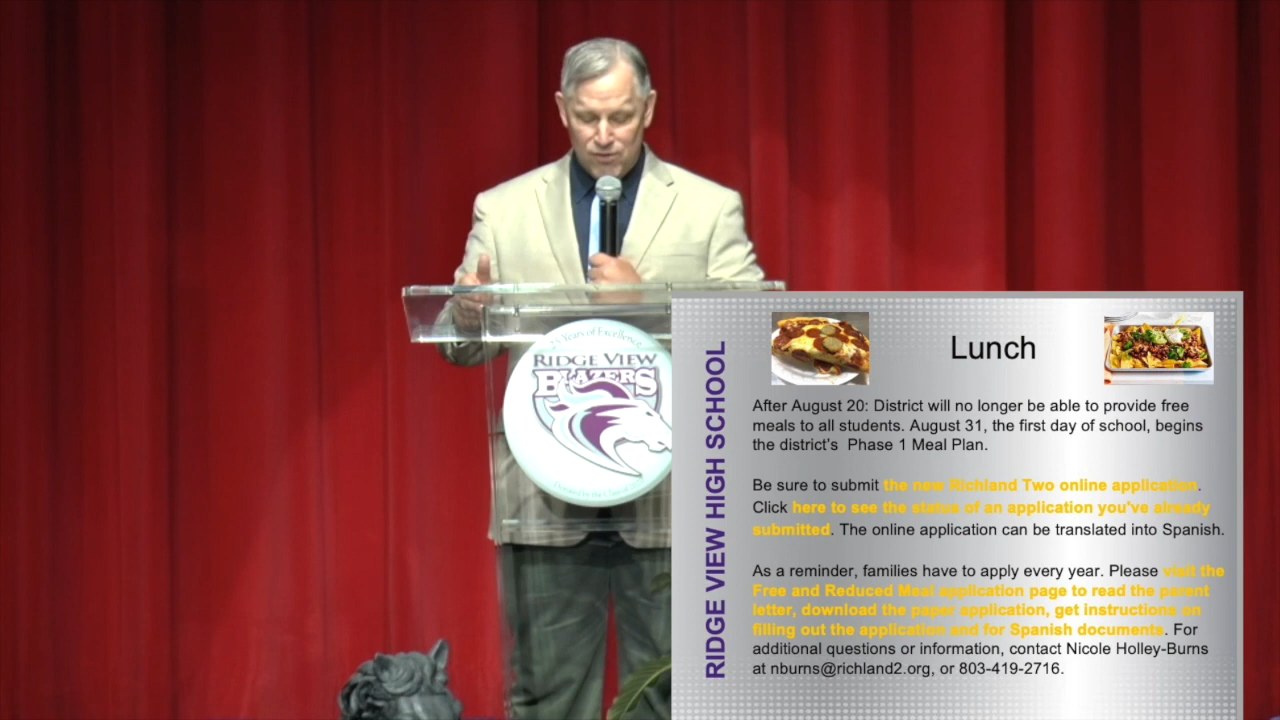 25 Years of Excellence
RIDGE VIEW
BLAZERS
RIDGE VIEW HIGH SCHOOL
Lunch
After August 20: District will no longer be able to provide free
meals to all students. August 31, the first day of school, begins
the district's Phase 1 Meal Plan.
Be sure to submit the new Richland Two online application.
Click here to see the status of an application you've already
submitted. The online application can be translated into Spanish.
As a reminder, families have to apply every year. Please visit the
Free and Reduced Meal application page to read the parent
letter, download the paper application, get instructions on
filling out the application and for Spanish documents. For
additional questions or information, contact Nicole Holley-Burns
at nburns@richland2.org, or 803-419-2716.